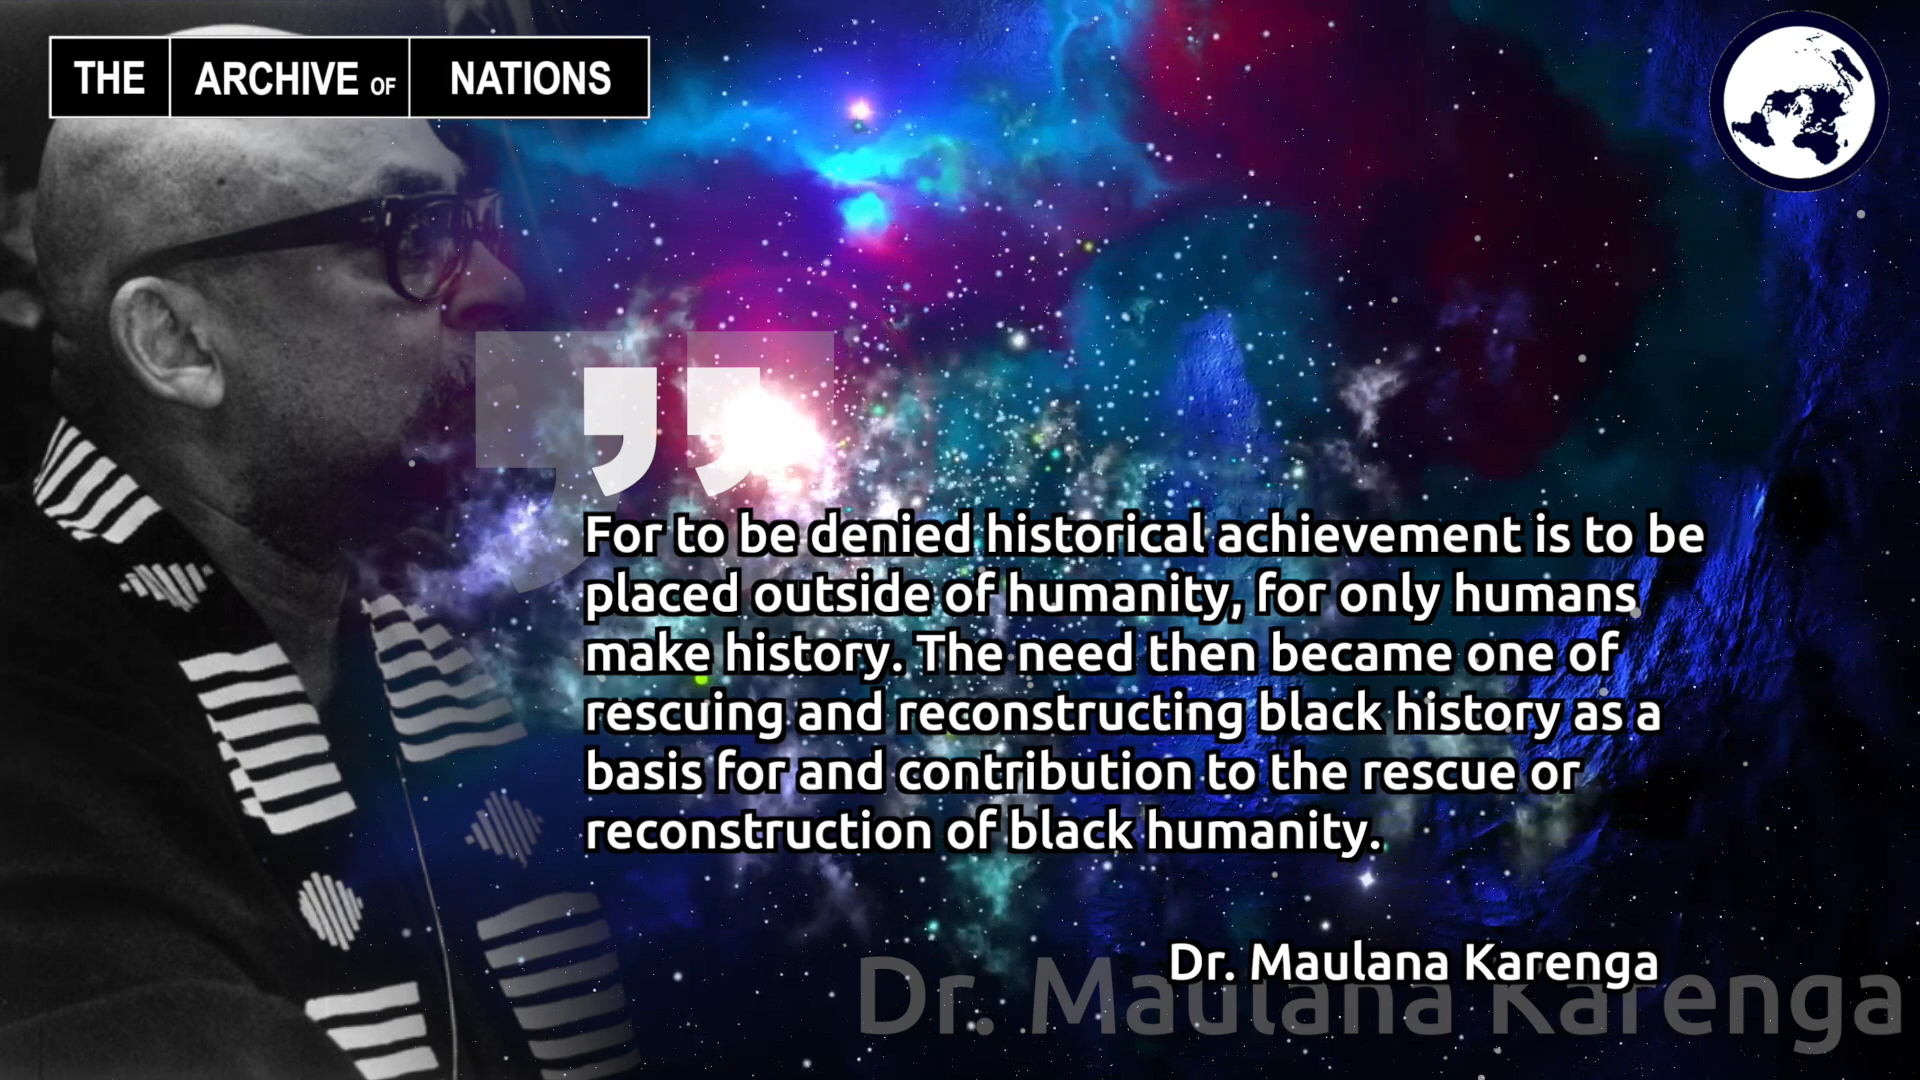 THE ARCHIVE OF NATIONS
”
For to be denied historical achievement is to be
placed outside of humanity, for only humans
make history. The need then became one of
rescuing and reconstructing black history as a
basis for and contribution to the rescue or
reconstruction of black humanity.
Dr. Maulana Karenga
Dr. Maulana Karenga